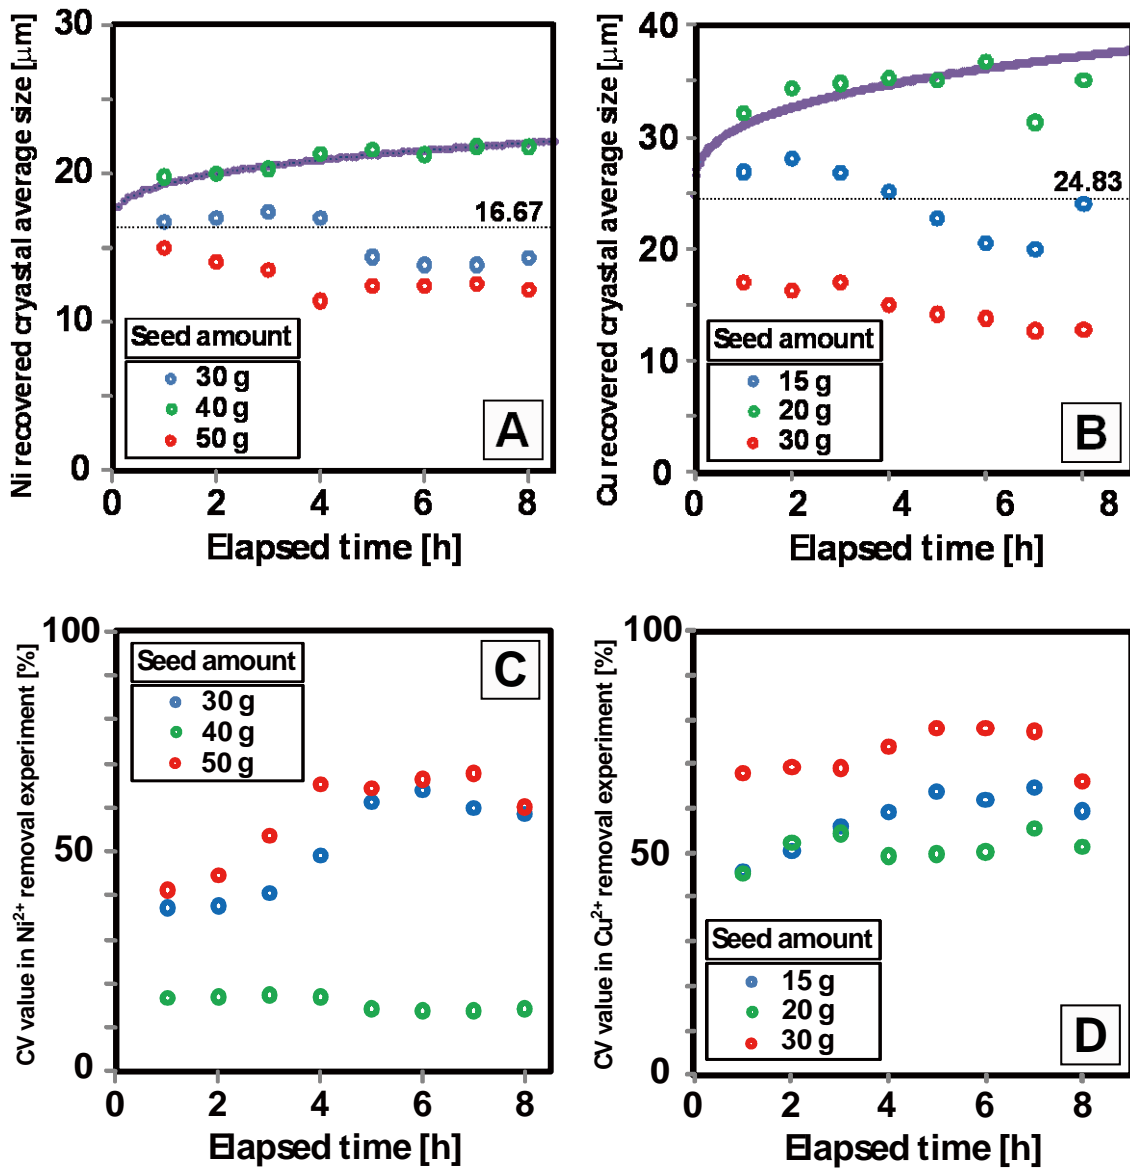 Ni recovered cryastal average size [μm]
30
20
10
0
16.67
Seed amount
30 g
40 g
50 g
A
0 2 4 6 8
Elapsed time [h]
Cu recovered cryastal average size [μm]
40
30
20
10
0
24.83
Seed amount
15 g
20 g
30 g
B
0 2 4 6 8
Elapsed time [h]
CV value in Ni²⁺ removal experiment [%]
100
50
0
Seed amount
30 g
40 g
50 g
C
0 2 4 6 8
Elapsed time [h]
CV value in Cu²⁺ removal experiment [%]
100
50
0
Seed amount
15 g
20 g
30 g
D
0 2 4 6 8
Elapsed time [h]